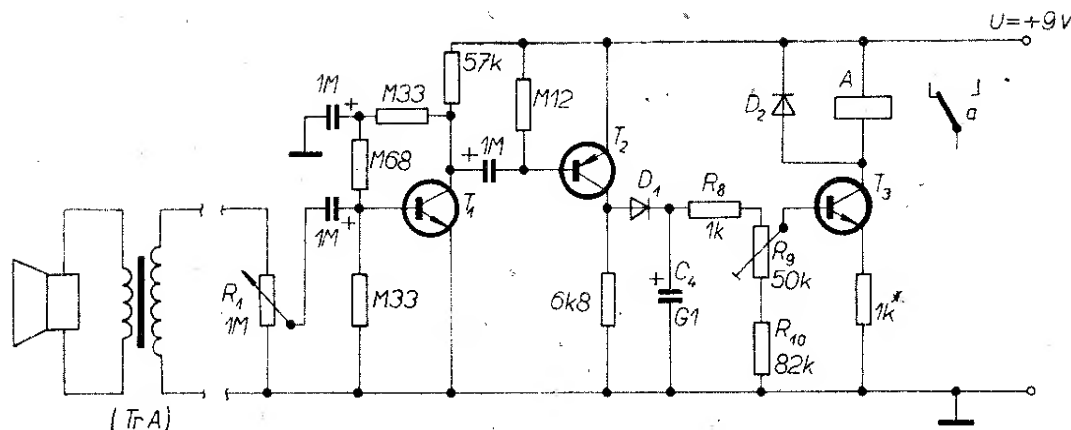 U=+9V
57k
1M
+
M33
M12
A
D₂
a
M68
+
1M
T₂
T₁
D₁
R₈
1k
T₃
1M
+
R₁
1M
M33
6k8
+
C₄
G1
R₉
50k
1k*
R₁₀
82k
(TrA)